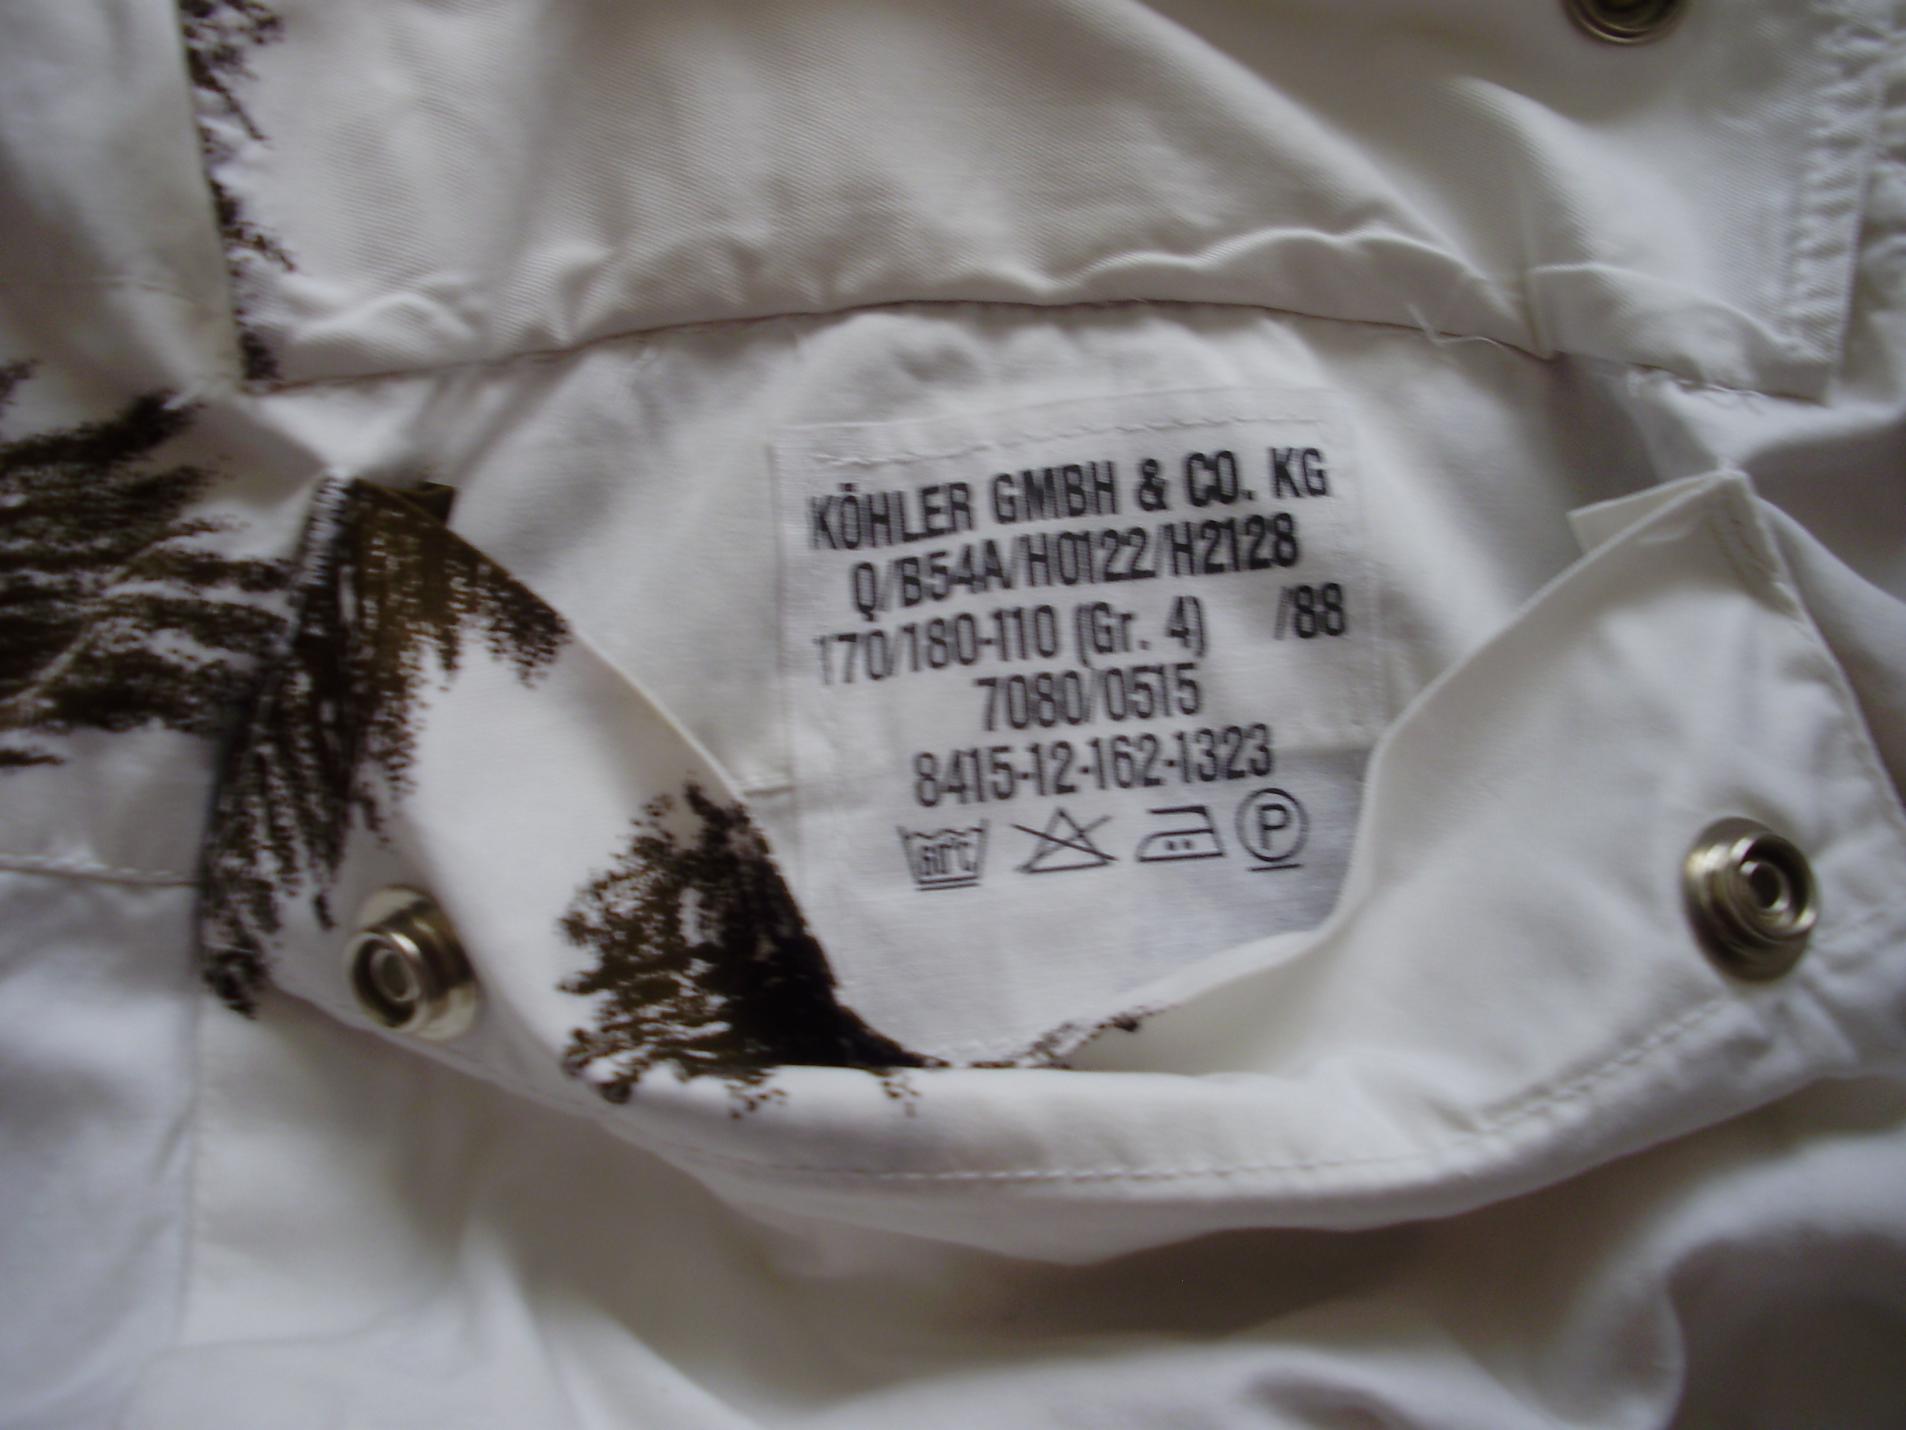 KÖHLER GMBH & CO. KG
Q/B54A/H0122/H2128
170/180-110 (Gr. 4) /88
7080/0515
8415-12-162-1323
60°C P